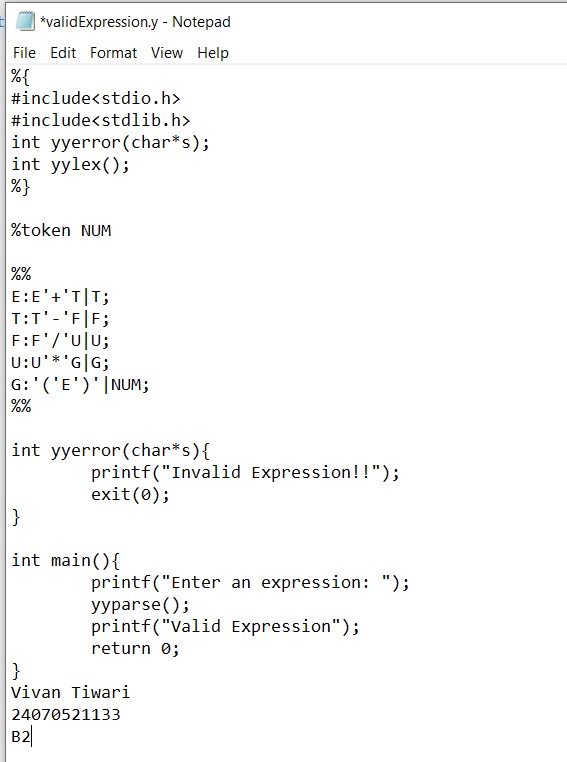 *validExpression.y - Notepad
File Edit Format View Help
%{
#include<stdio.h>
#include<stdlib.h>
int yyerror(char*s);
int yylex();
%}

%token NUM

%%
E:E'+'T|T;
T:T'-'F|F;
F:F'/'U|U;
U:U'*'G|G;
G:'('E')'|NUM;
%%

int yyerror(char*s){
        printf("Invalid Expression!!");
        exit(0);
}

int main(){
        printf("Enter an expression: ");
        yyparse();
        printf("Valid Expression");
        return 0;
}
Vivan Tiwari
24070521133
B2